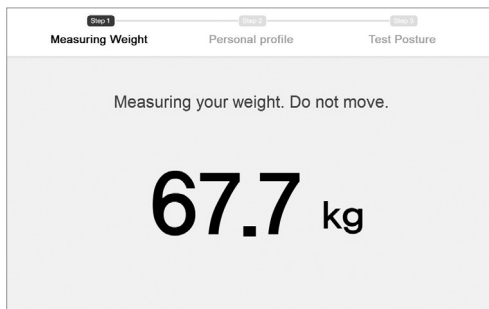 Step 1 Step 2 Step 3
Measuring Weight Personal profile Test Posture
Measuring your weight. Do not move.
67.7 kg